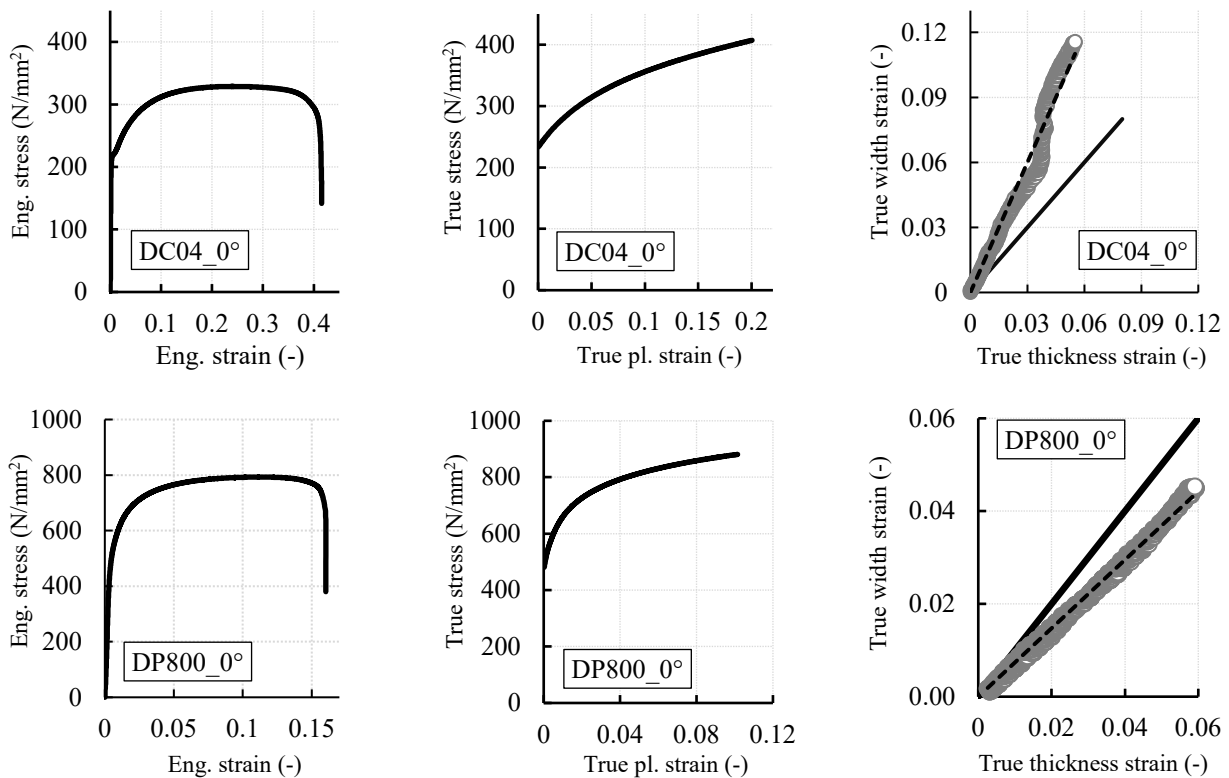 Eng. stress (N/mm²)
400
300
200
100
0
DC04_0°
0 0.1 0.2 0.3 0.4
Eng. strain (-)
True stress (N/mm²)
400
300
200
100
0
DC04_0°
0 0.05 0.1 0.15 0.2
True pl. strain (-)
True width strain (-)
0.12
0.09
0.06
0.03
0
DC04_0°
0 0.03 0.06 0.09 0.12
True thickness strain (-)
Eng. stress (N/mm²)
1000
800
600
400
200
0
DP800_0°
0 0.05 0.1 0.15
Eng. strain (-)
True stress (N/mm²)
1000
800
600
400
200
0
DP800_0°
0 0.04 0.08 0.12
True pl. strain (-)
True width strain (-)
0.06
0.04
0.02
0.00
DP800_0°
0 0.02 0.04 0.06
True thickness strain (-)